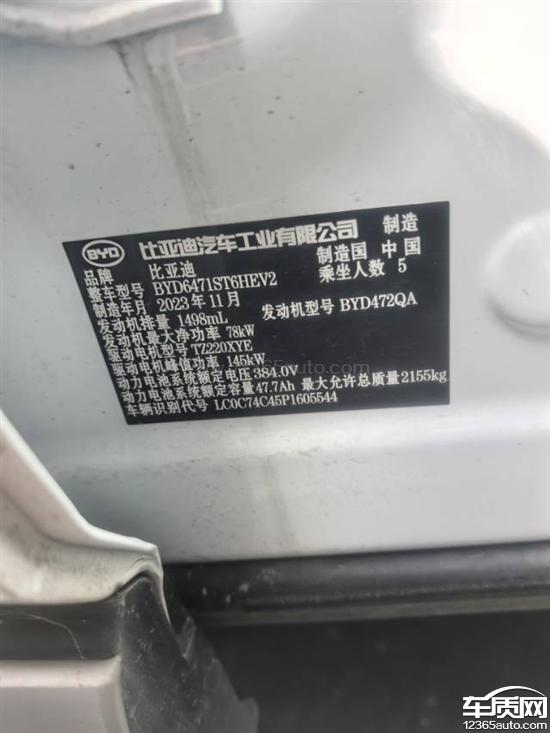 BYD 比亚迪汽车工业有限公司 制造
品牌 比亚迪 制造国 中国
整车型号 BYD6471ST6HEV2 乘坐人数 5
制造年月 2023年11月
发动机排量 1498mL 发动机型号 BYD472QA
发动机最大净功率 78kW
驱动电机型号 TZ220XYE
驱动电机峰值功率 145kW
动力电池系统额定电压 384.0V
动力电池系统额定容量 47.7Ah 最大允许总质量2155kg
车辆识别代号 LC0C74C45P1605544
车质网
12365auto.com